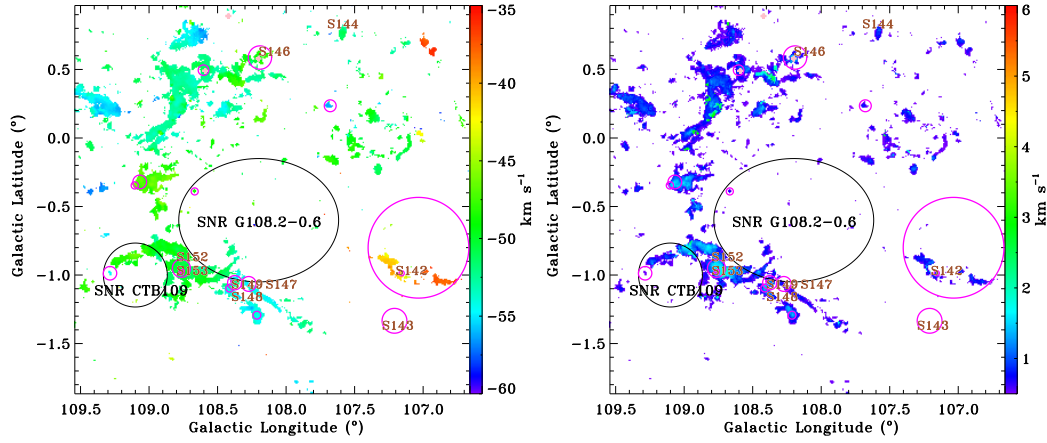 S144
S146
0.5
0.0
−0.5
−1.0
−1.5
Galactic Latitude (°)
SNR G108.2−0.6
S152
S153
SNR CTB109
S149
S147
S148
S142
S143
109.5
109.0
108.5
108.0
107.5
107.0
Galactic Longitude (°)
−35
−40
−45
−50
−55
−60
km s⁻¹
S144
S146
0.5
0.0
−0.5
−1.0
−1.5
Galactic Latitude (°)
SNR G108.2−0.6
S152
S153
SNR CTB109
S149
S147
S148
S142
S143
109.5
109.0
108.5
108.0
107.5
107.0
Galactic Longitude (°)
6
5
4
3
2
1
km s⁻¹